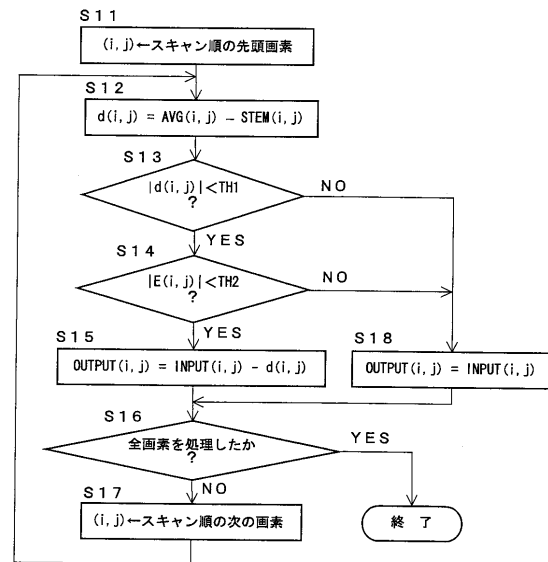 S11
(i, j)←スキャン順の先頭画素
S12
d(i, j) = AVG(i, j) － STEM(i, j)
S13
|d(i, j)|＜TH1
?
NO
YES
S14
|E(i, j)|＜TH2
?
NO
YES
S15
OUTPUT(i, j) = INPUT(i, j) - d(i, j)
S18
OUTPUT(i, j) = INPUT(i, j)
S16
全画素を処理したか
?
YES
NO
S17
(i, j)←スキャン順の次の画素
終 了